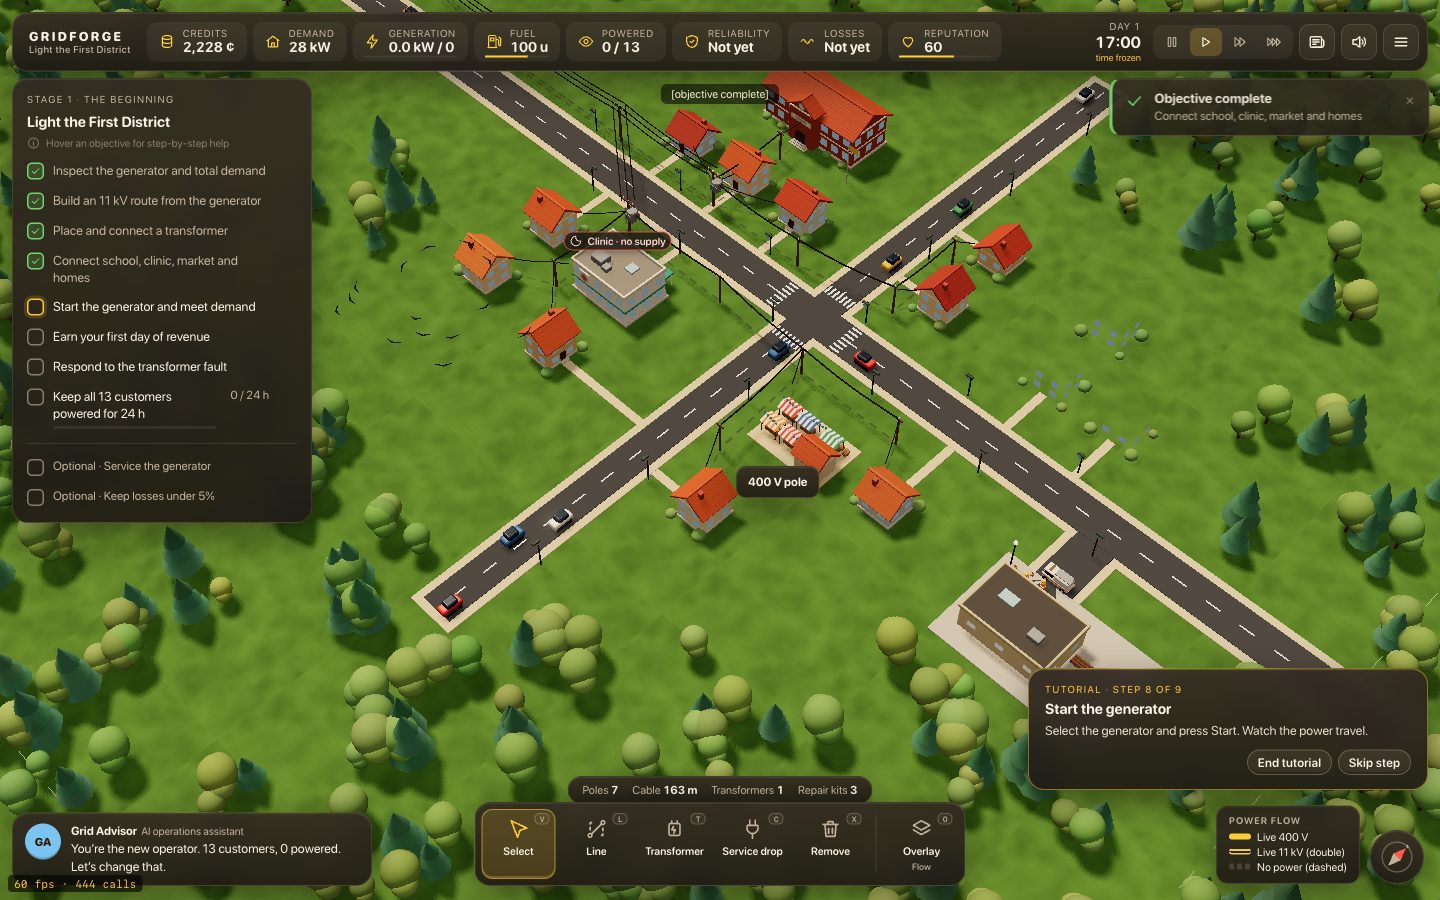 GRIDFORGE
Light the First District
CREDITS
2,228 ¢
DEMAND
28 kW
GENERATION
0.0 kW / 0
FUEL
100 u
POWERED
0 / 13
RELIABILITY
Not yet
LOSSES
Not yet
REPUTATION
60
DAY 1
17:00
time frozen
STAGE 1 · THE BEGINNING
Light the First District
Hover an objective for step-by-step help
Inspect the generator and total demand
Build an 11 kV route from the generator
Place and connect a transformer
Connect school, clinic, market and
homes
Start the generator and meet demand
Earn your first day of revenue
Respond to the transformer fault
Keep all 13 customers
powered for 24 h
0 / 24 h
Optional · Service the generator
Optional · Keep losses under 5%
[objective complete]
Objective complete
Connect school, clinic, market and homes
Clinic · no supply
400 V pole
TUTORIAL · STEP 8 OF 9
Start the generator
Select the generator and press Start. Watch the power travel.
End tutorial
Skip step
Poles 7 Cable 163 m Transformers 1 Repair kits 3
GA
Grid Advisor AI operations assistant
You're the new operator. 13 customers, 0 powered.
Let's change that.
60 fps · 444 calls
V
Select
L
Line
T
Transformer
C
Service drop
X
Remove
O
Overlay
Flow
POWER FLOW
Live 400 V
Live 11 kV (double)
No power (dashed)